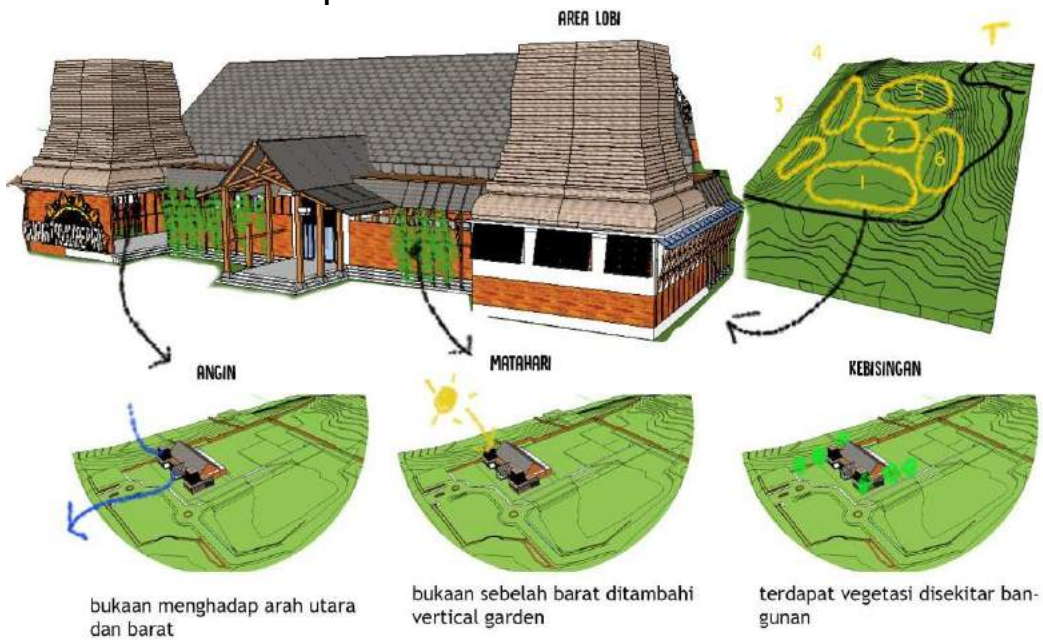 AREA LOBI
T
4
5
3
2
6
1
ANGIN
MATAHARI
KEBISINGAN
bukaan menghadap arah utara
dan barat
bukaan sebelah barat ditambahi
vertical garden
terdapat vegetasi disekitar ban-
gunan